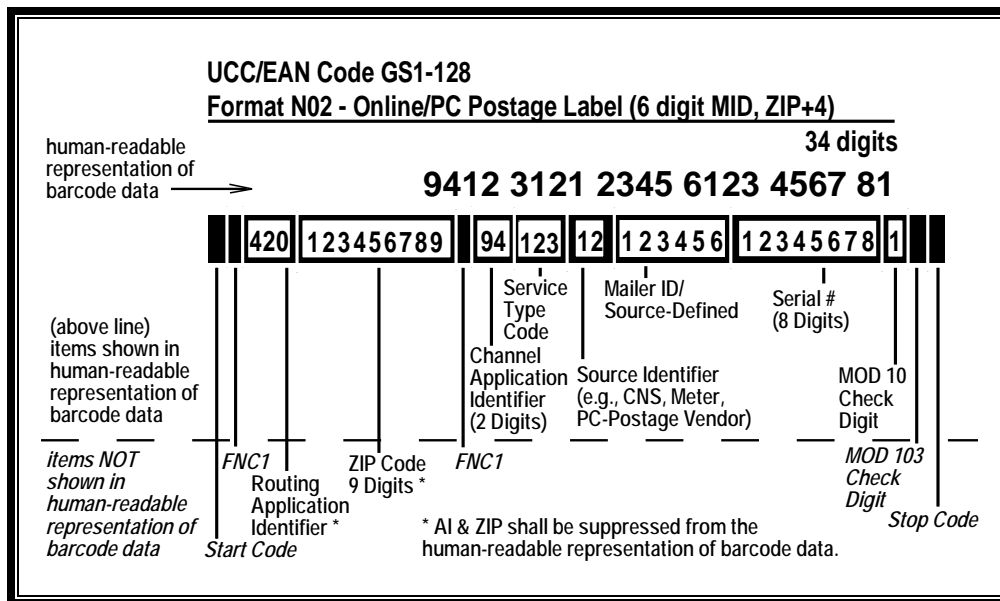 UCC/EAN Code GS1-128
Format N02 - Online/PC Postage Label (6 digit MID, ZIP+4)
34 digits
human-readable
representation of
barcode data
9412 3121 2345 6123 4567 81
420 123456789 94 123 12 123456 12345678 1
Service
Type
Code
Mailer ID/
Source-Defined
Serial #
(8 Digits)
(above line)
items shown in
human-readable
representation of
barcode data
Channel
Application
Identifier
(2 Digits)
Source Identifier
(e.g., CNS, Meter,
PC-Postage Vendor)
MOD 10
Check
Digit
items NOT
shown in
human-readable
representation of
barcode data
FNC1
Routing
Application
Identifier *
Start Code
ZIP Code
9 Digits *
FNC1
MOD 103
Check
Digit
Stop Code
* AI & ZIP shall be suppressed from the
human-readable representation of barcode data.